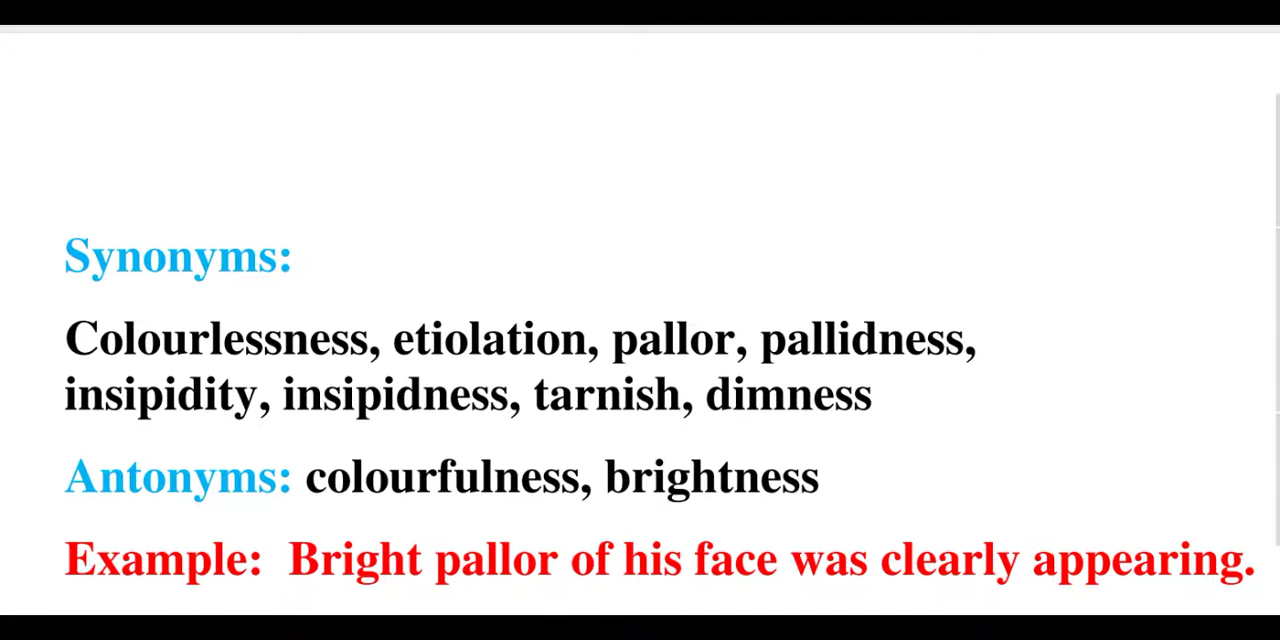 Synonyms:
Colourlessness, etiolation, pallor, pallidness,
insipidity, insipidness, tarnish, dimness
Antonyms: colourfulness, brightness
Example:  Bright pallor of his face was clearly appearing.